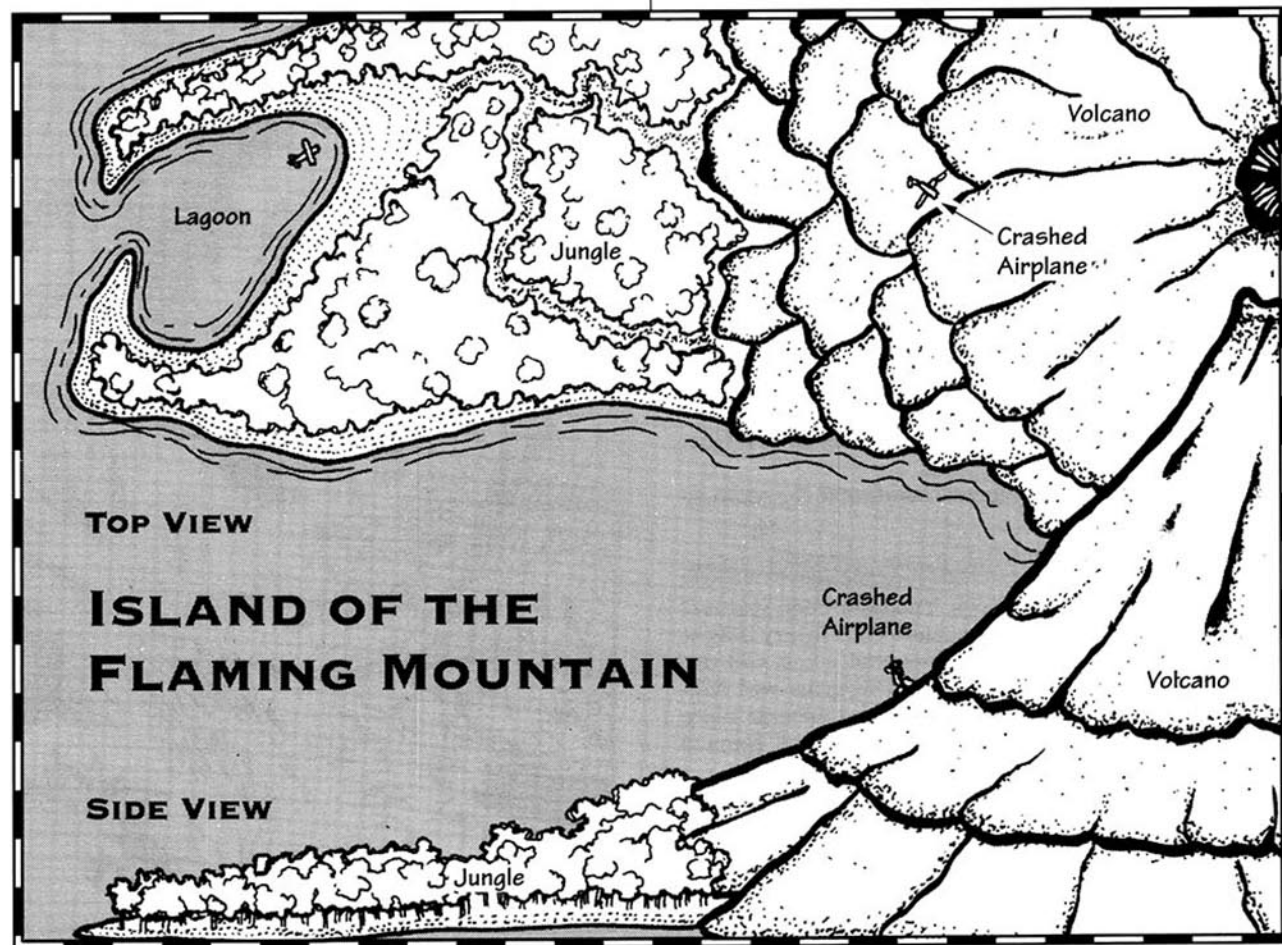 Volcano
Lagoon
Jungle
Crashed
Airplane
TOP VIEW
ISLAND OF THE
FLAMING MOUNTAIN
Crashed
Airplane
Volcano
SIDE VIEW
Jungle